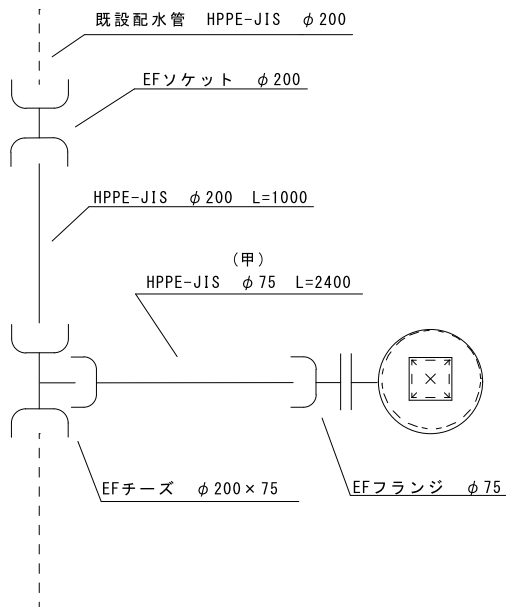 既設配水管 HPPE-JIS φ200
EFソケット φ200
HPPE-JIS φ200 L=1000
(甲)
HPPE-JIS φ75 L=2400
EFチーズ φ200×75
EFフランジ φ75